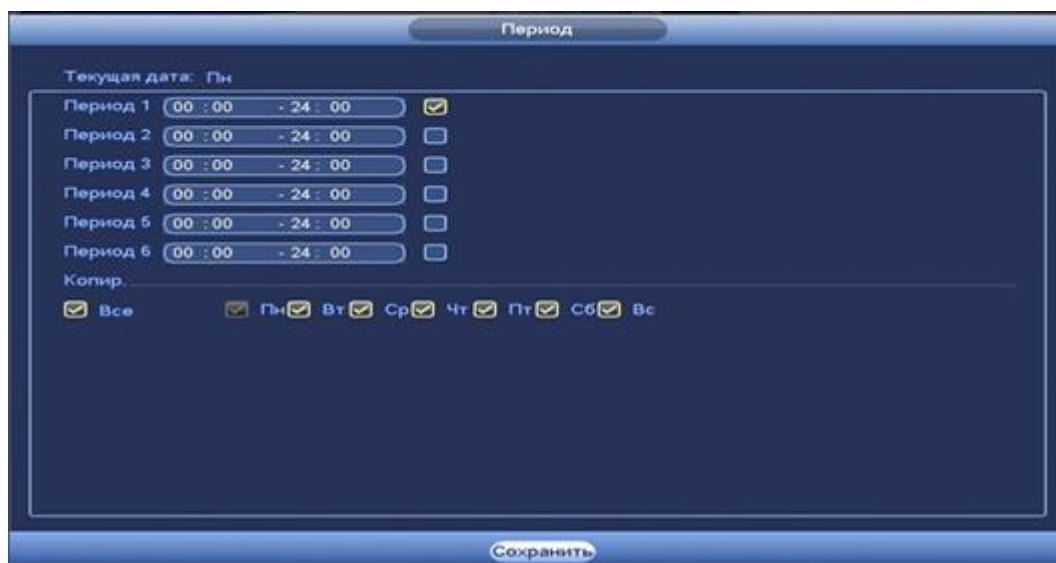 Период
Текущая дата: Пн
Период 1 00 : 00 - 24 : 00
Период 2 00 : 00 - 24 : 00
Период 3 00 : 00 - 24 : 00
Период 4 00 : 00 - 24 : 00
Период 5 00 : 00 - 24 : 00
Период 6 00 : 00 - 24 : 00
Копир.
Все Пн Вт Ср Чт Пт Сб Вс
Сохранить